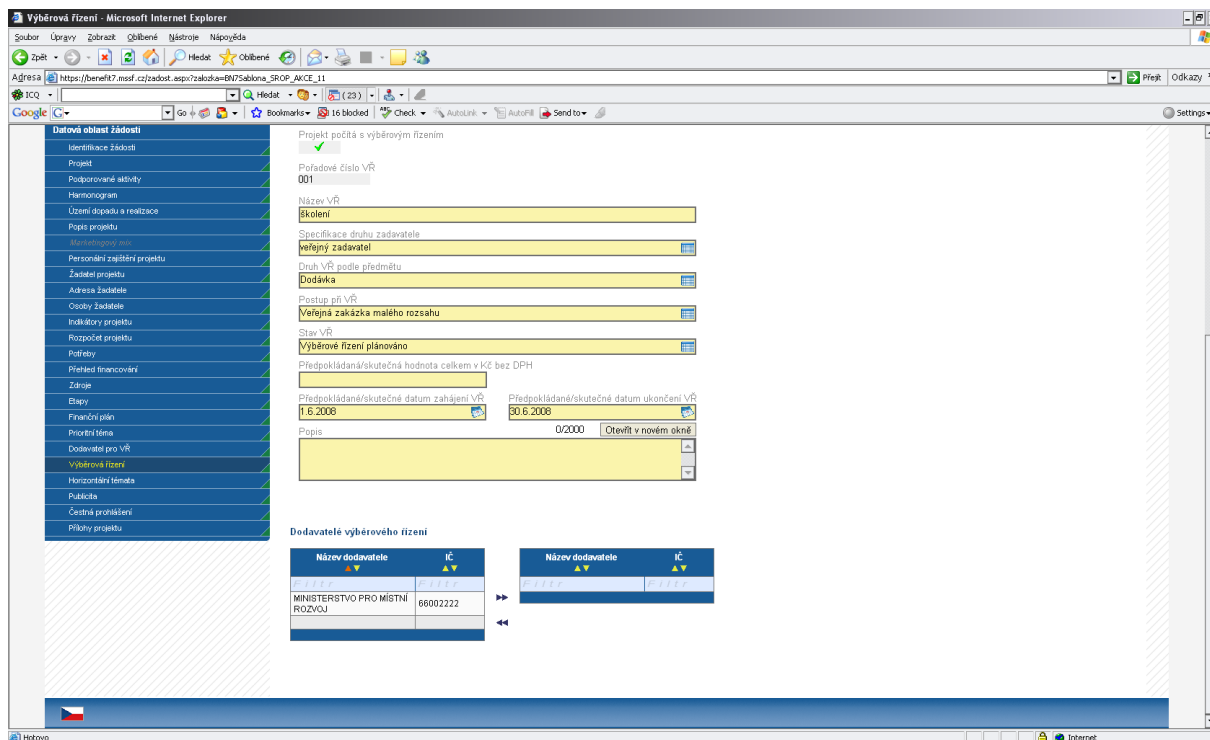 Výběrová řízení - Microsoft Internet Explorer
Soubor Úpravy Zobrazit Oblíbené Nástroje Nápověda
Zpět Hledat Oblíbené
Adresa https://benefit7.mssf.cz/zadost.aspx?zalozka=BN7Sablona_SROP_AKCE_11 Přejít Odkazy
ICQ Hledat (23)
Google G Go Bookmarks 16 blocked Check AutoLink AutoFill Send to Settings
Datová oblast žádosti
Identifikace žádosti
Projekt
Podporované aktivity
Harmonogram
Území dopadu a realizace
Popis projektu
Marketingový mix
Personální zajištění projektu
Žadatel projektu
Adresa žadatele
Osoby žadatele
Indikátory projektu
Rozpočet projektu
Potřeby
Přehled financování
Zdroje
Etapy
Finanční plán
Prioritní téma
Dodavatel pro VŘ
Výběrová řízení
Horizontální témata
Publicita
Čestná prohlášení
Přílohy projektu
Projekt počítá s výběrovým řízením
Pořadové číslo VŘ
001
Název VŘ
školení
Specifikace druhu zadavatele
veřejný zadavatel
Druh VŘ podle předmětu
Dodávka
Postup při VŘ
Veřejná zakázka malého rozsahu
Stav VŘ
Výběrové řízení plánováno
Předpokládaná/skutečná hodnota celkem v Kč bez DPH
Předpokládané/skutečné datum zahájení VŘ Předpokládané/skutečné datum ukončení VŘ
1.6.2008 30.6.2008
Popis 0/2000 Otevřít v novém okně
Dodavatelé výběrového řízení
Název dodavatele IČ Název dodavatele IČ
Filtr Filtr Filtr Filtr
MINISTERSTVO PRO MÍSTNÍ ROZVOJ 66002222
Hotovo Internet